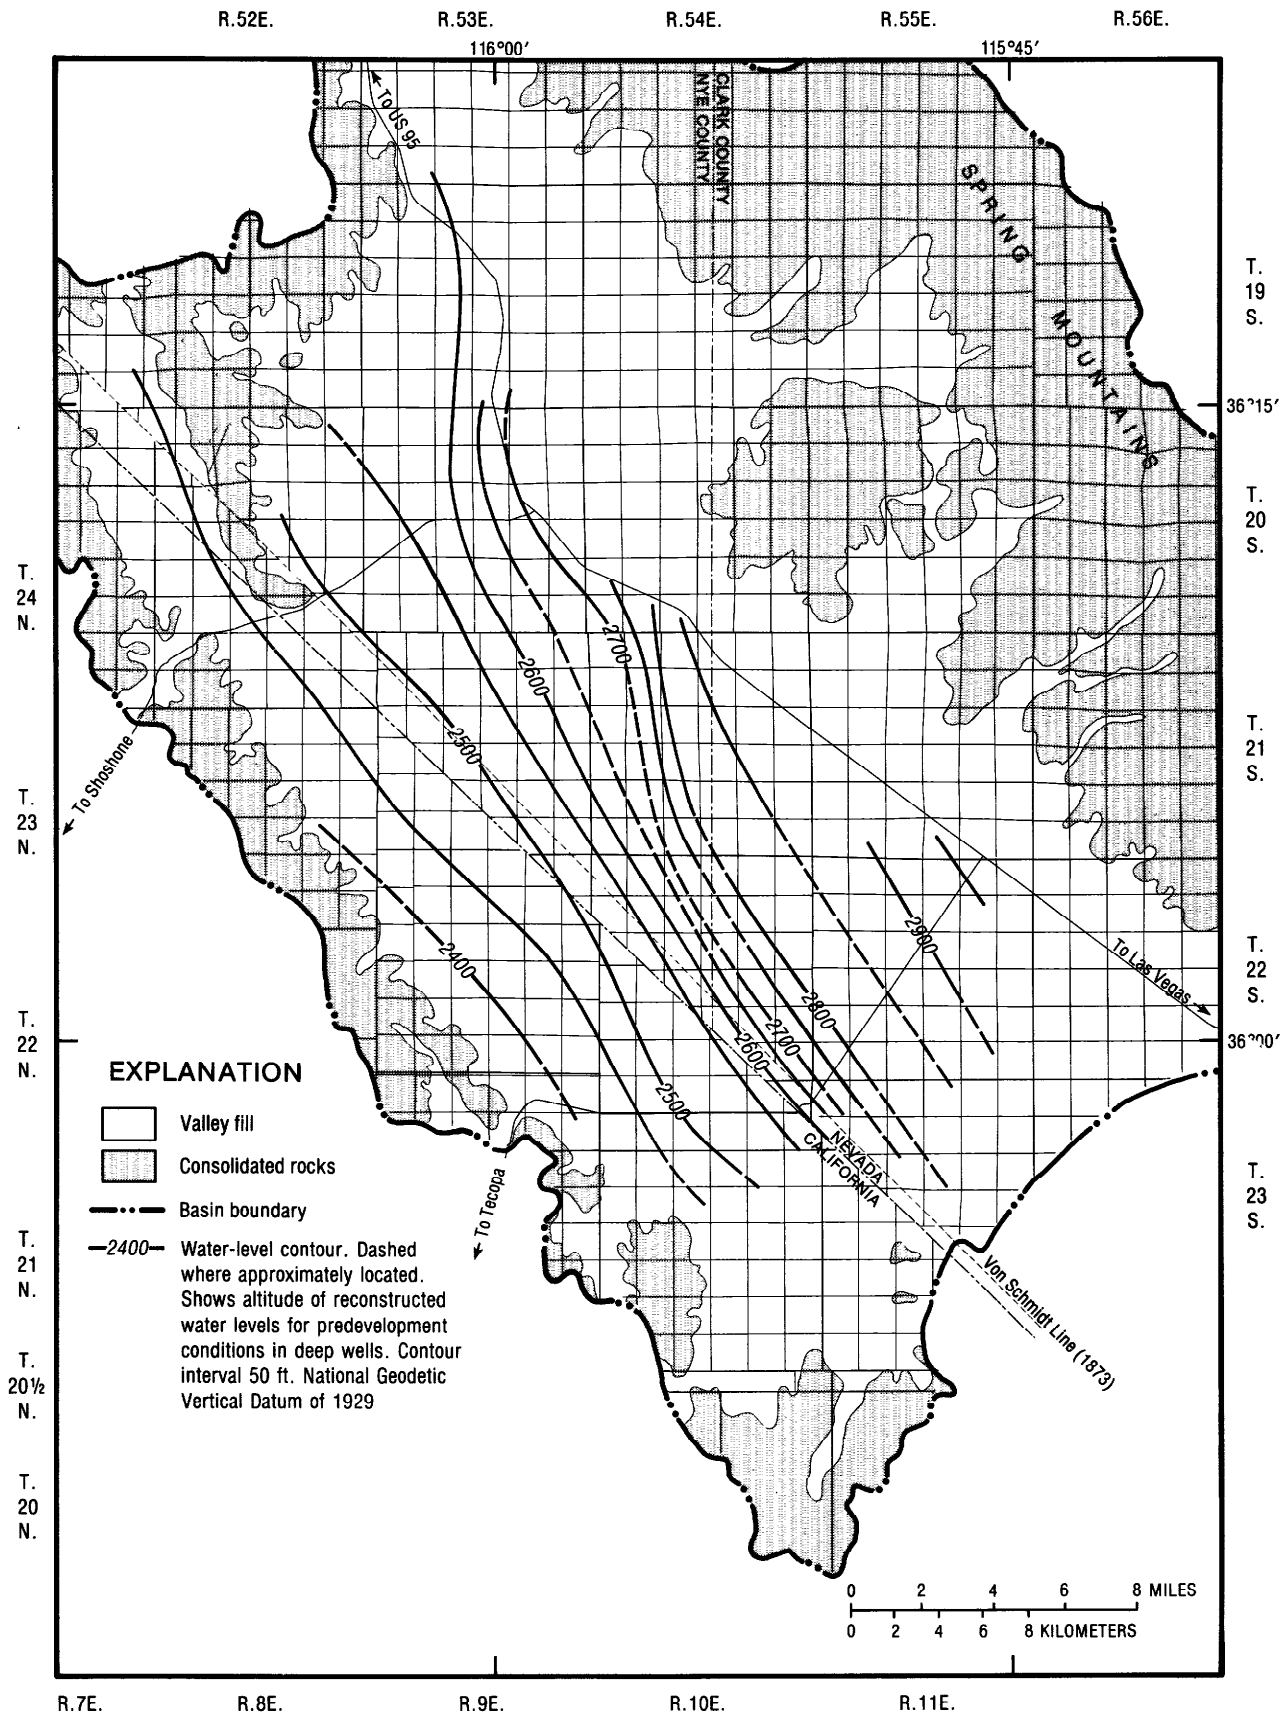 R.52E. R.53E. R.54E. R.55E. R.56E.
116°00′ 115°45′
To US 95
CLARK COUNTY
NYE COUNTY
SPRING MOUNTAINS
T.
19
S.
36°15′
T.
20
S.
T.
24
N.
2700
2600
2500
T.
21
S.
To Shoshone
T.
23
N.
2900
2400
To Las Vegas
T.
22
S.
2800
2700
2600
36°00′
T.
22
N.
2500
NEVADA
CALIFORNIA
T.
23
S.
To Tecopa
EXPLANATION
Valley fill
Consolidated rocks
Basin boundary
2400 Water-level contour. Dashed
where approximately located.
Shows altitude of reconstructed
water levels for predevelopment
conditions in deep wells. Contour
interval 50 ft. National Geodetic
Vertical Datum of 1929
T.
21
N.
Von Schmidt Line (1873)
T.
20½
N.
T.
20
N.
0 2 4 6 8 MILES
0 2 4 6 8 KILOMETERS
R.7E. R.8E. R.9E. R.10E. R.11E.